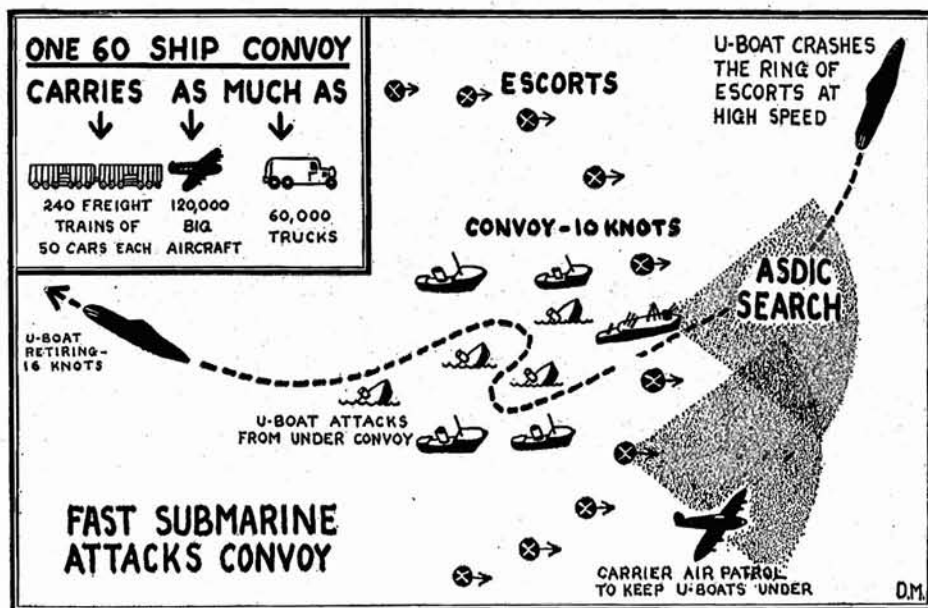 ONE 60 SHIP CONVOY
CARRIES AS MUCH AS
240 FREIGHT
TRAINS OF
50 CARS EACH
120,000
BIG
AIRCRAFT
60,000
TRUCKS
ESCORTS
U-BOAT CRASHES
THE RING OF
ESCORTS AT
HIGH SPEED
CONVOY-10 KNOTS
ASDIC
SEARCH
U-BOAT
RETIRING-
16 KNOTS
U-BOAT ATTACKS
FROM UNDER CONVOY
FAST SUBMARINE
ATTACKS CONVOY
CARRIER AIR PATROL
TO KEEP U-BOATS UNDER
D.M.